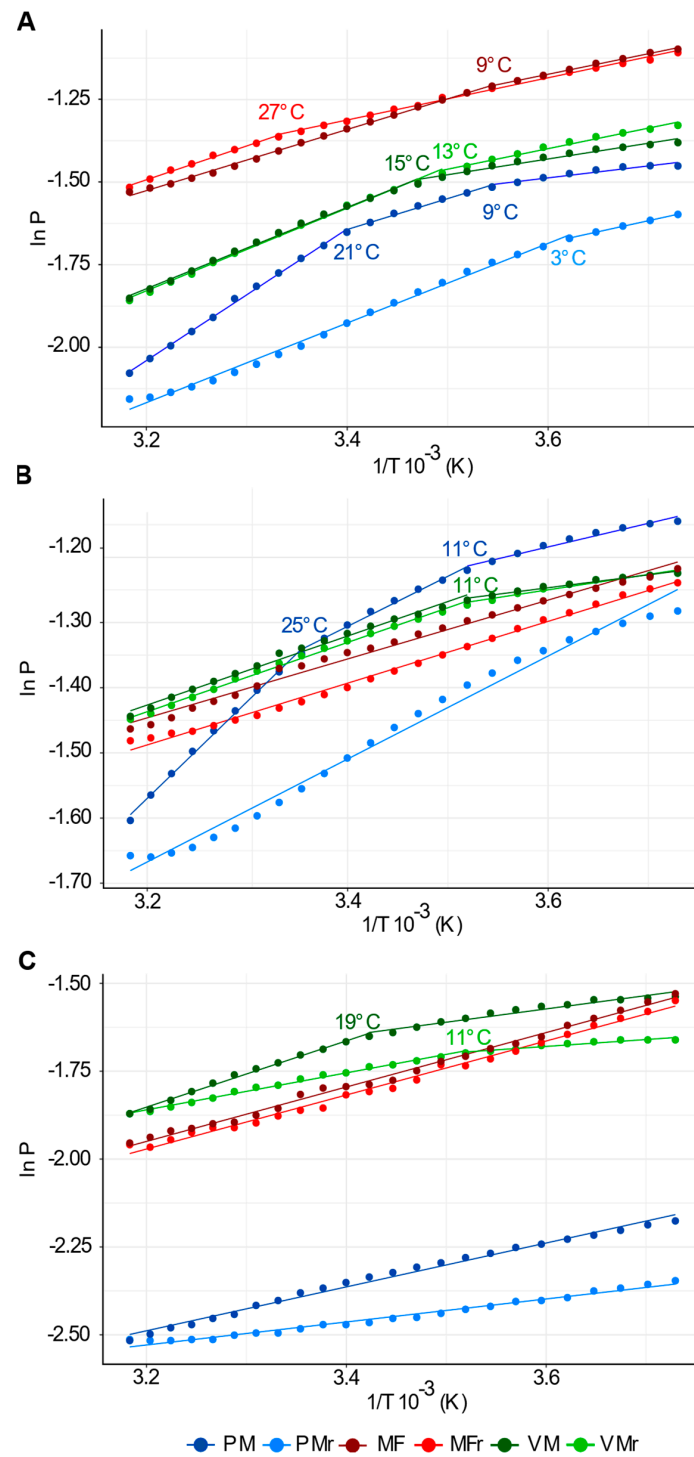 A
ln P
-1.25
-1.50
-1.75
-2.00
27°C
9°C
15°C
13°C
21°C
9°C
3°C
3.2
3.4
3.6
1/T 10⁻³ (K)
B
ln P
-1.20
-1.30
-1.40
-1.50
-1.60
-1.70
11°C
11°C
25°C
3.2
3.4
3.6
1/T 10⁻³ (K)
C
ln P
-1.50
-1.75
-2.00
-2.25
-2.50
19°C
11°C
3.2
3.4
3.6
1/T 10⁻³ (K)
PM PMr MF MFr VM VMr